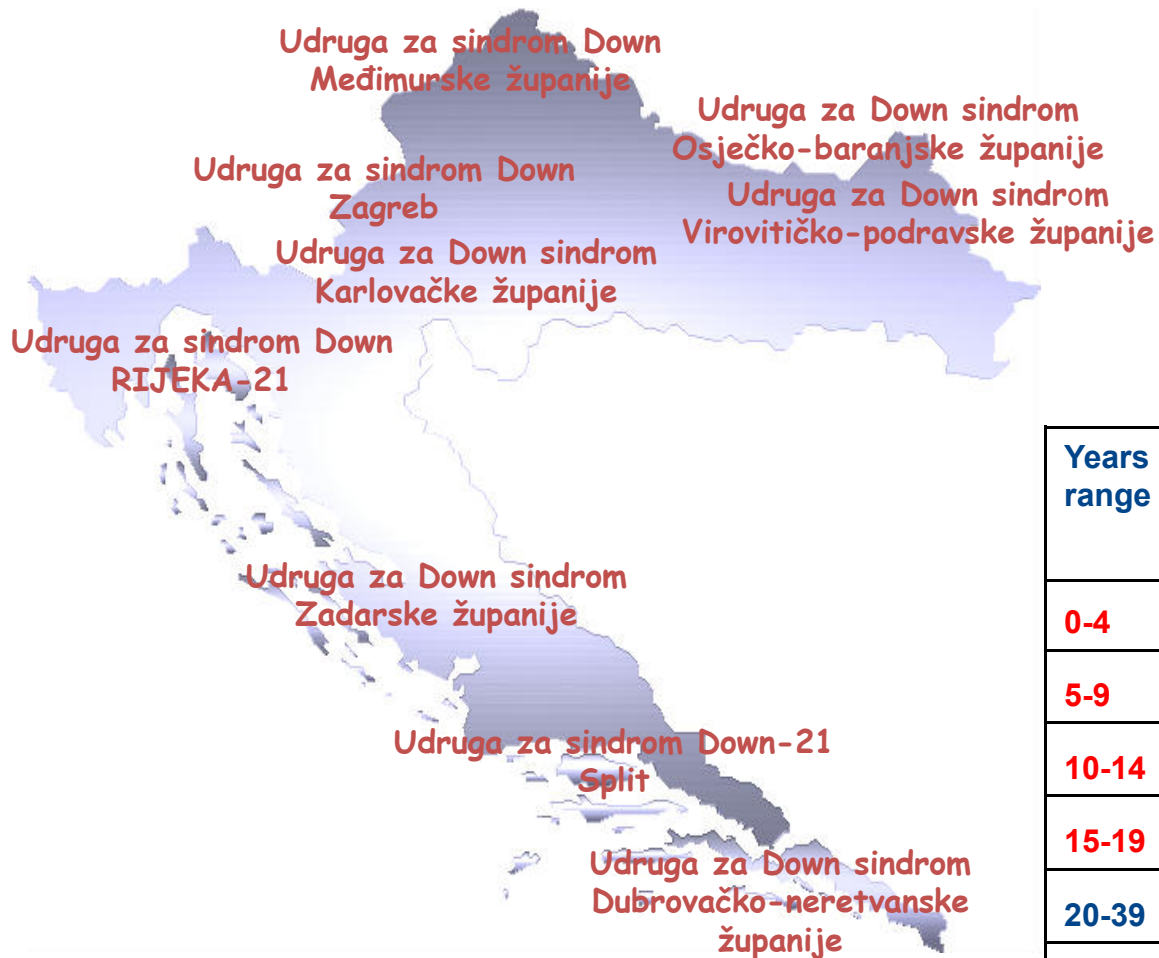 Udruga za sindrom Down
Međimurske županije
Udruga za Down sindrom
Osječko-baranjske županije
Udruga za sindrom Down
Zagreb
Udruga za Down sindrom
Virovitičko-podravske županije
Udruga za Down sindrom
Karlovačke županije
Udruga za sindrom Down
RIJEKA-21
Udruga za Down sindrom
Zadarske županije
Udruga za sindrom Down-21
Split
Udruga za Down sindrom
Dubrovačko-neretvanske
županije
Years
range
0-4
5-9
10-14
15-19
20-39